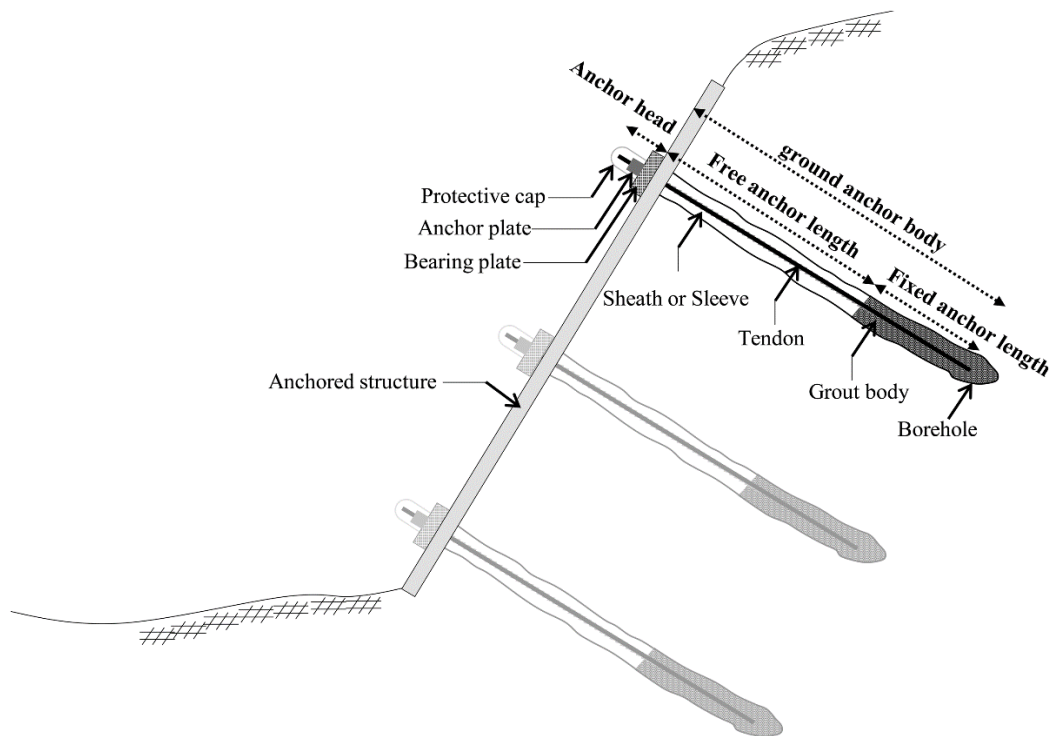 Anchor head
ground anchor body
Free anchor length
Fixed anchor length
Protective cap
Anchor plate
Bearing plate
Sheath or Sleeve
Tendon
Anchored structure
Grout body
Borehole